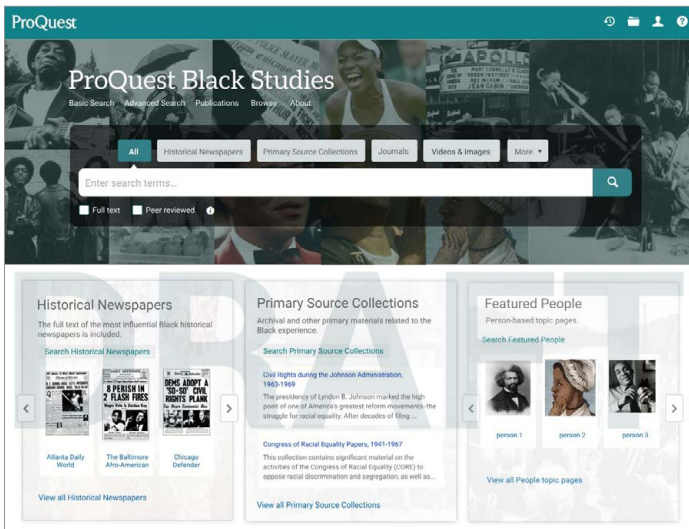 ProQuest
ProQuest Black Studies
Basic Search Advanced Search Publications Browse About
All Historical Newspapers Primary Source Collections Journals Videos & Images More
Enter search terms...
Full text Peer reviewed
DRAFT
Historical Newspapers
The full text of the most influential Black historical
newspapers is included.
Search Historical Newspapers
8 PERISH IN
2 FLASH FIRES
DEMS ADOPT A
'SO-SO' CIVIL
RIGHTS PLANK
Atlanta Daily
World
The Baltimore
Afro-American
Chicago
Defender
View all Historical Newspapers
Primary Source Collections
Archival and other primary materials related to the
Black experience.
Search Primary Source Collections
Civil Rights during the Johnson Administration,
1963-1969
The presidency of Lyndon B. Johnson marked the high
point of one of America's greatest reform movements-the
struggle for racial equality. After decades of filing ...
Congress of Racial Equality Papers, 1941-1967
This collection contains significant material on the
activities of the Congress of Racial Equality (CORE) to
oppose racial discrimination and segregation, as well as...
View all Primary Source Collections
Featured People
Person-based topic pages.
Search Featured People
person 1
person 2
person 3
View all People topic pages